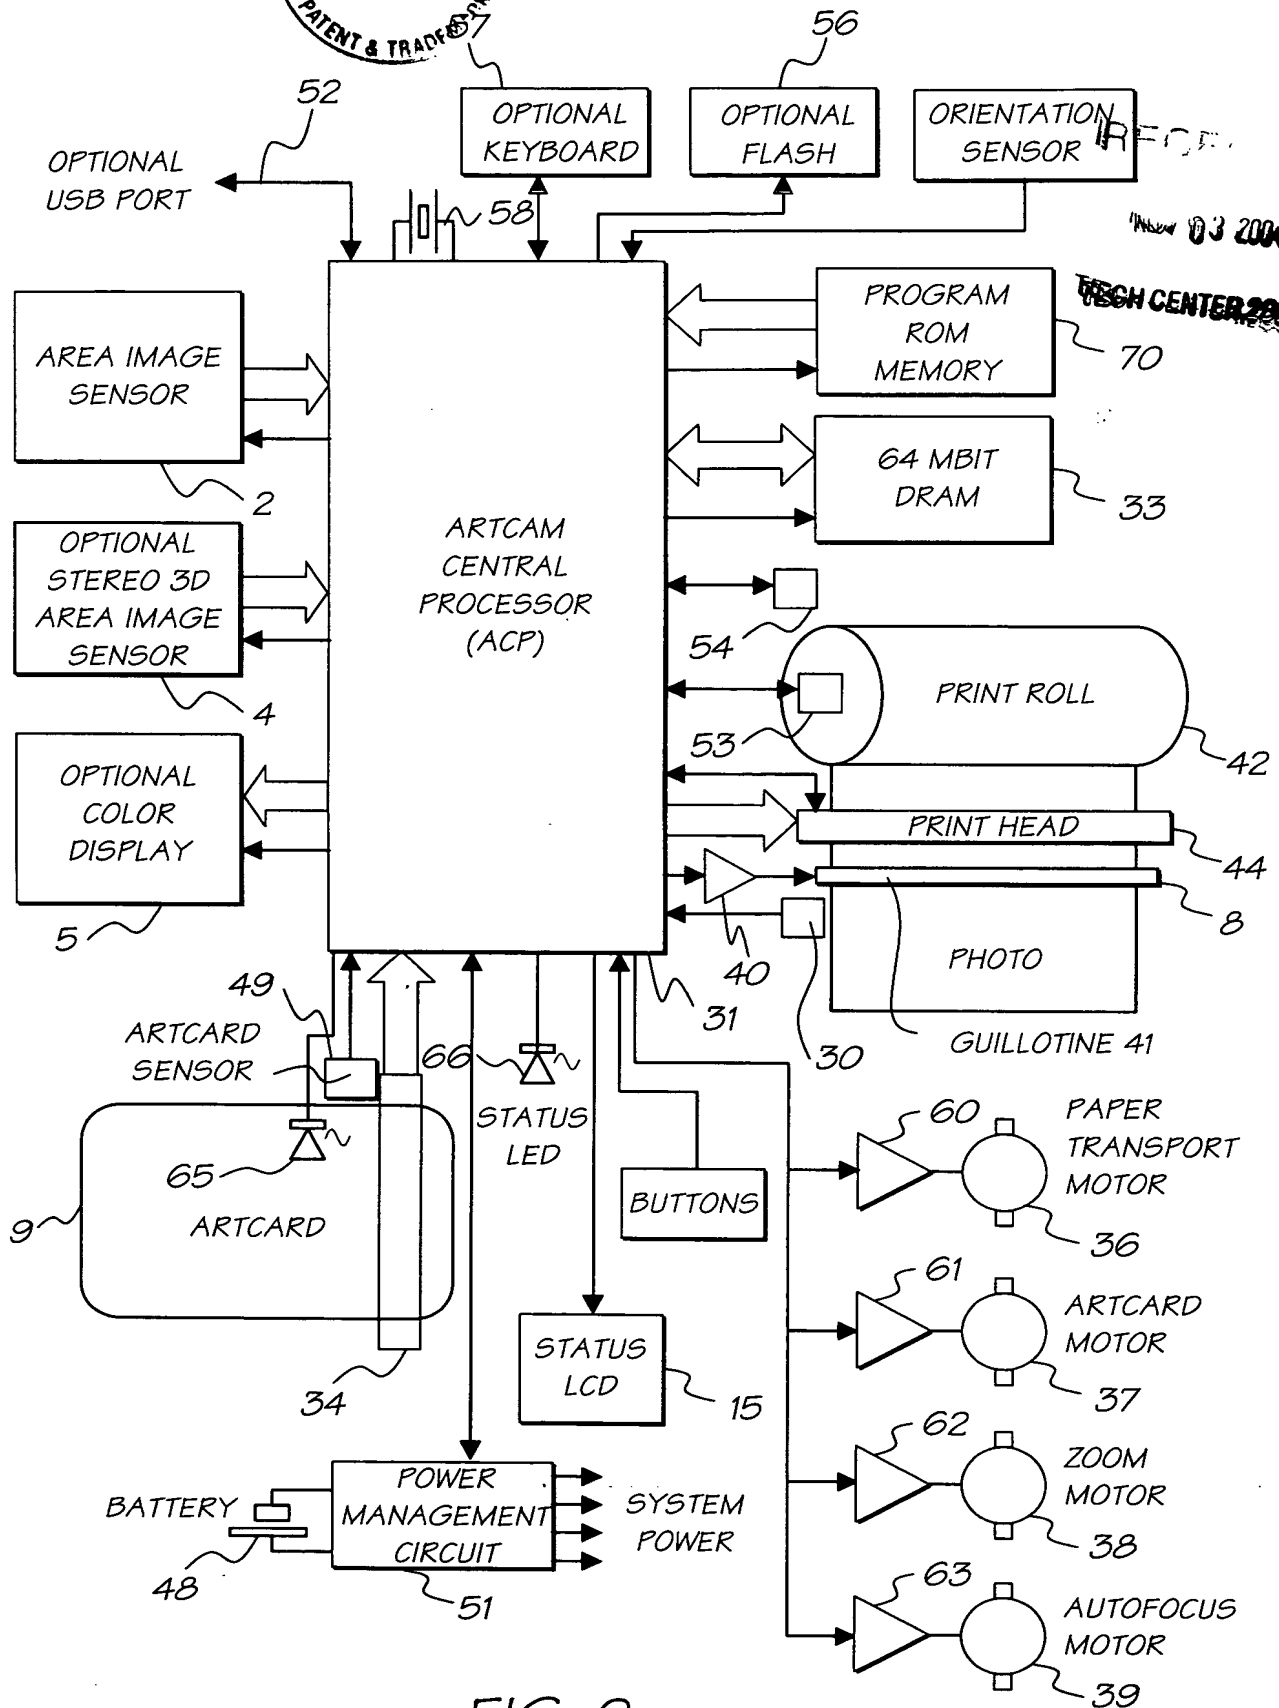 PATENT & TRADEMARK
57
56
52
OPTIONAL
KEYBOARD
OPTIONAL
FLASH
ORIENTATION
SENSOR
OPTIONAL
USB PORT
58
03
TECH CENTER
AREA IMAGE
SENSOR
2
PROGRAM
ROM
MEMORY
70
64 MBIT
DRAM
33
OPTIONAL
STEREO 3D
AREA IMAGE
SENSOR
4
ARTCAM
CENTRAL
PROCESSOR
(ACP)
54
PRINT ROLL
53
42
OPTIONAL
COLOR
DISPLAY
5
PRINT HEAD
44
8
40
PHOTO
49
31
30
GUILLOTINE 41
ARTCARD
SENSOR
66
STATUS
LED
65
9
ARTCARD
34
BUTTONS
60
PAPER
TRANSPORT
MOTOR
36
61
ARTCARD
MOTOR
37
STATUS
LCD
15
62
ZOOM
MOTOR
38
BATTERY
48
POWER
MANAGEMENT
CIRCUIT
51
SYSTEM
POWER
63
AUTOFOCUS
MOTOR
39